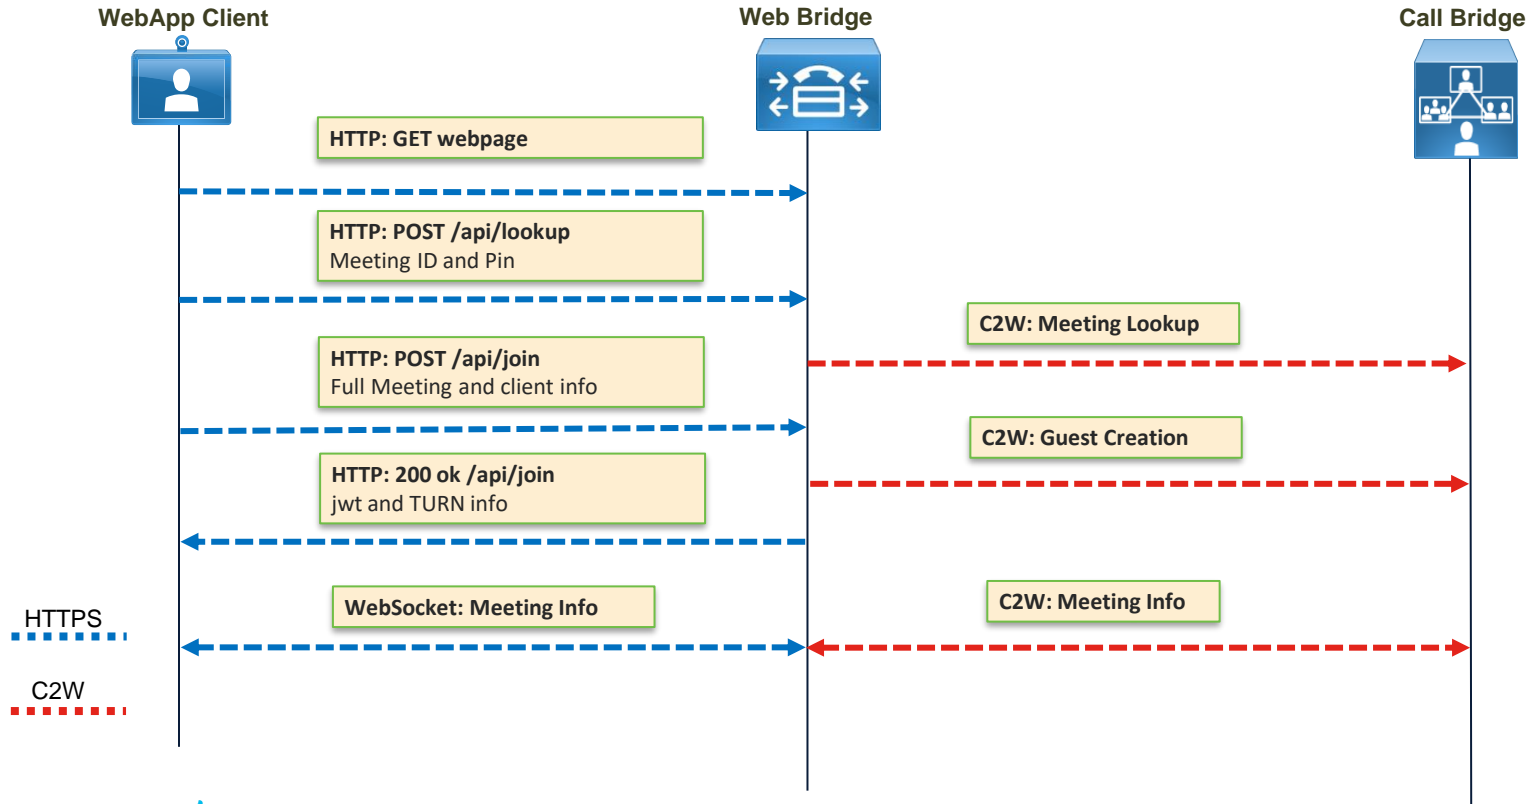 WebApp Client
Web Bridge
Call Bridge
HTTP: GET webpage
HTTP: POST /api/lookup
Meeting ID and Pin
C2W: Meeting Lookup
HTTP: POST /api/join
Full Meeting and client info
C2W: Guest Creation
HTTP: 200 ok /api/join
jwt and TURN info
WebSocket: Meeting Info
C2W: Meeting Info
HTTPS
C2W